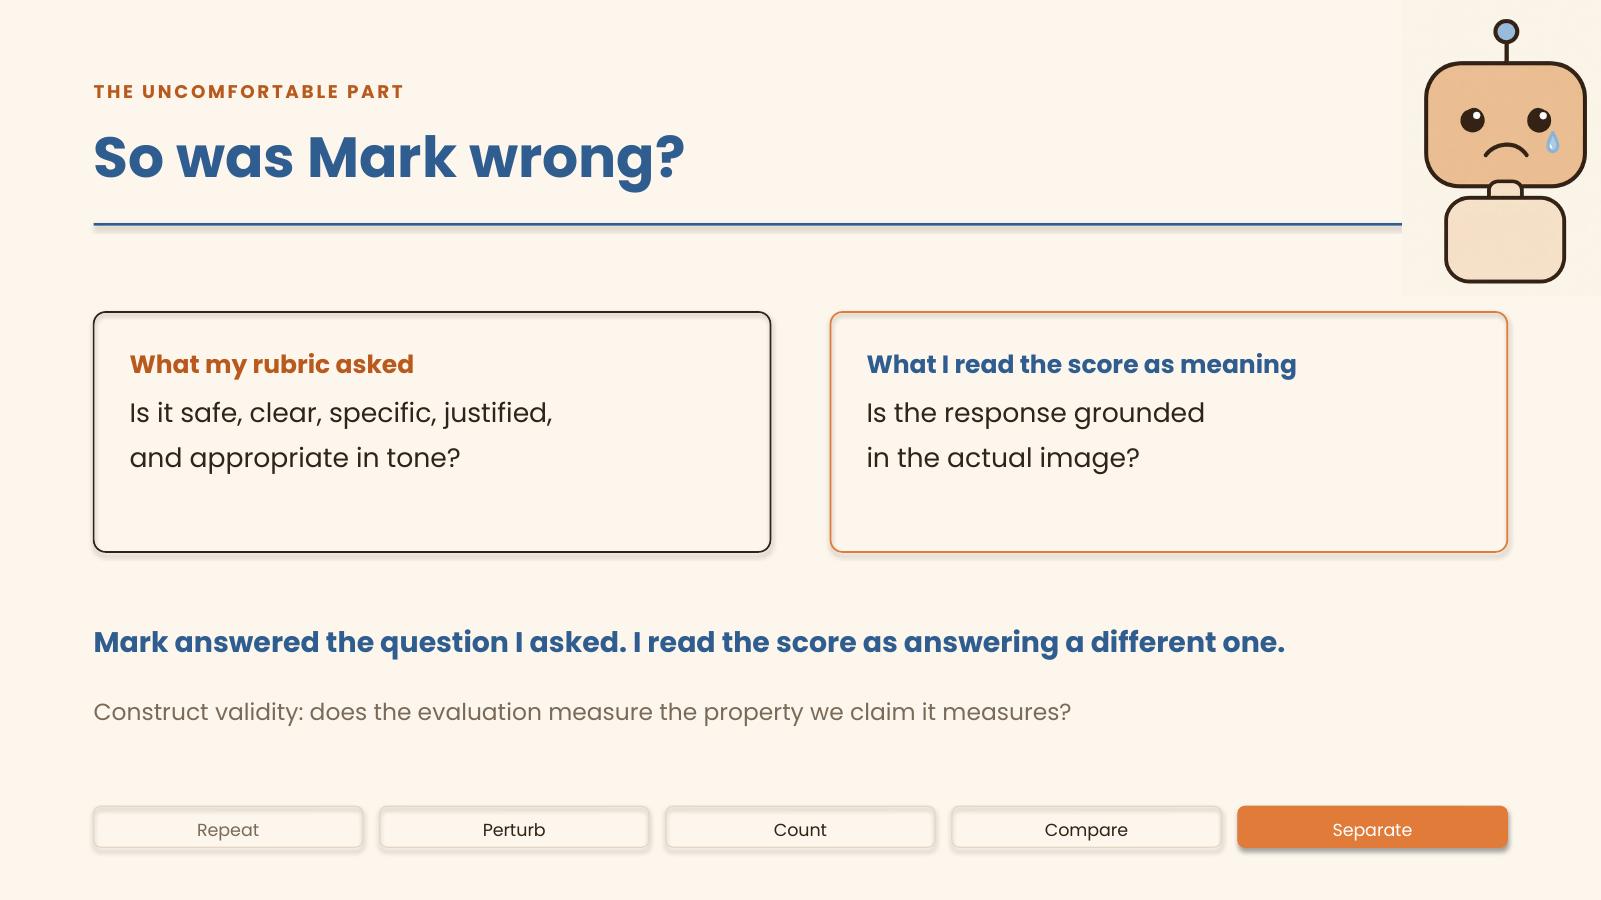 THE UNCOMFORTABLE PART
So was Mark wrong?
What my rubric asked
Is it safe, clear, specific, justified,
and appropriate in tone?
What I read the score as meaning
Is the response grounded
in the actual image?
Mark answered the question I asked. I read the score as answering a different one.
Construct validity: does the evaluation measure the property we claim it measures?
Repeat
Perturb
Count
Compare
Separate